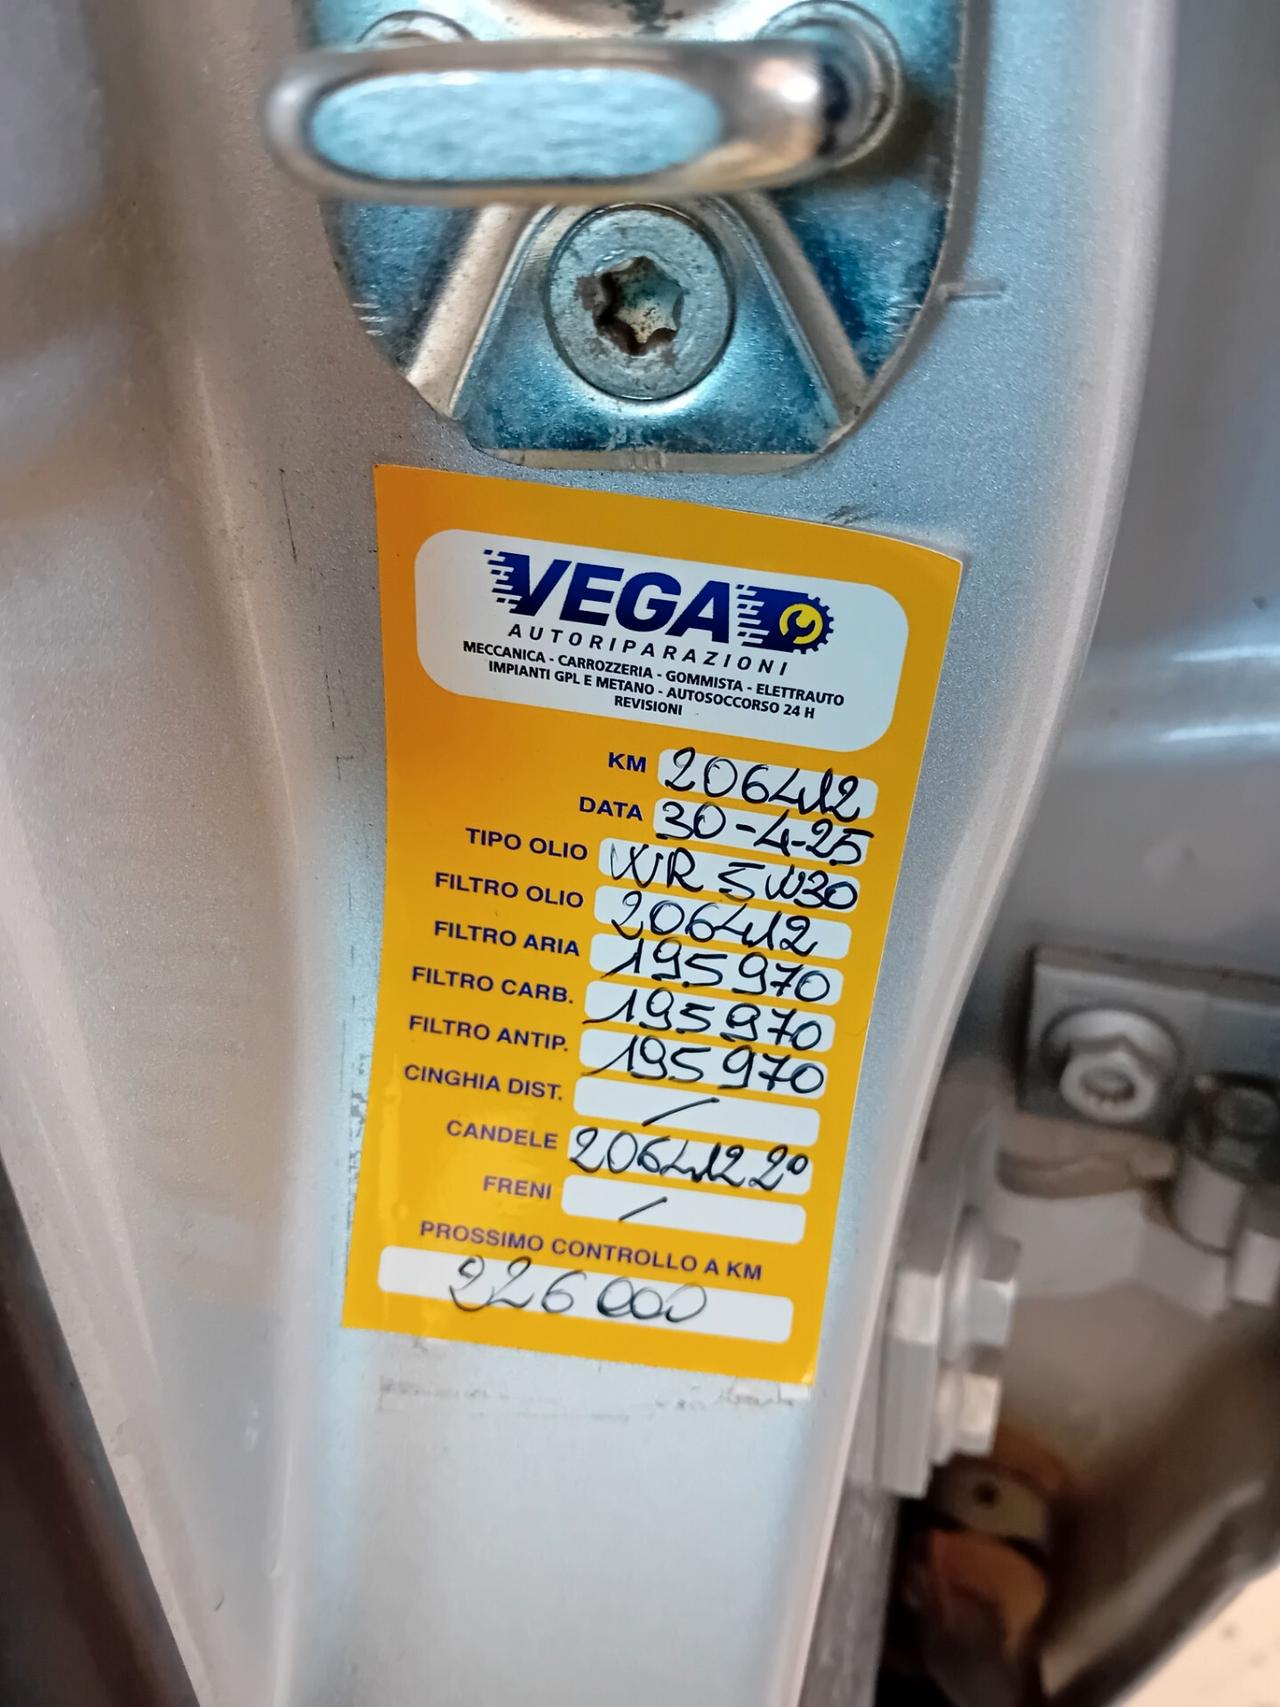 VEGA
AUTORIPARAZIONI
MECCANICA - CARROZZERIA - GOMMISTA - ELETTRAUTO
IMPIANTI GPL E METANO - AUTOSOCCORSO 24 H
REVISIONI
KM 206412
DATA 30-4-25
TIPO OLIO WR 5W30
FILTRO OLIO 206412
FILTRO ARIA 195970
FILTRO CARB. 195970
FILTRO ANTIP. 195970
CINGHIA DIST. /
CANDELE 206412 2°
FRENI /
PROSSIMO CONTROLLO A KM
226000